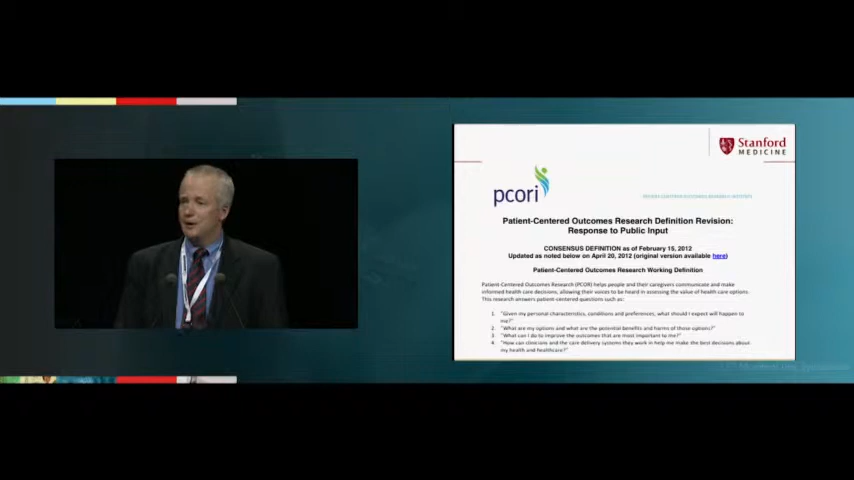 Stanford
MEDICINE
pcori
PATIENT-CENTERED OUTCOMES RESEARCH INSTITUTE
Patient-Centered Outcomes Research Definition Revision:
Response to Public Input
CONSENSUS DEFINITION as of February 15, 2012
Updated as noted below on April 20, 2012 (original version available here)
Patient-Centered Outcomes Research Working Definition
Patient-Centered Outcomes Research (PCOR) helps people and their caregivers communicate and make
informed health care decisions, allowing their voices to be heard in assessing the value of health care options.
This research answers patient-centered questions such as:
1. "Given my personal characteristics, conditions and preferences, what should I expect will happen to
me?"
2. "What are my options and what are the potential benefits and harms of those options?"
3. "What can I do to improve the outcomes that are most important to me?"
4. "How can clinicians and the care delivery systems they work in help me make the best decisions about
my health and healthcare?"